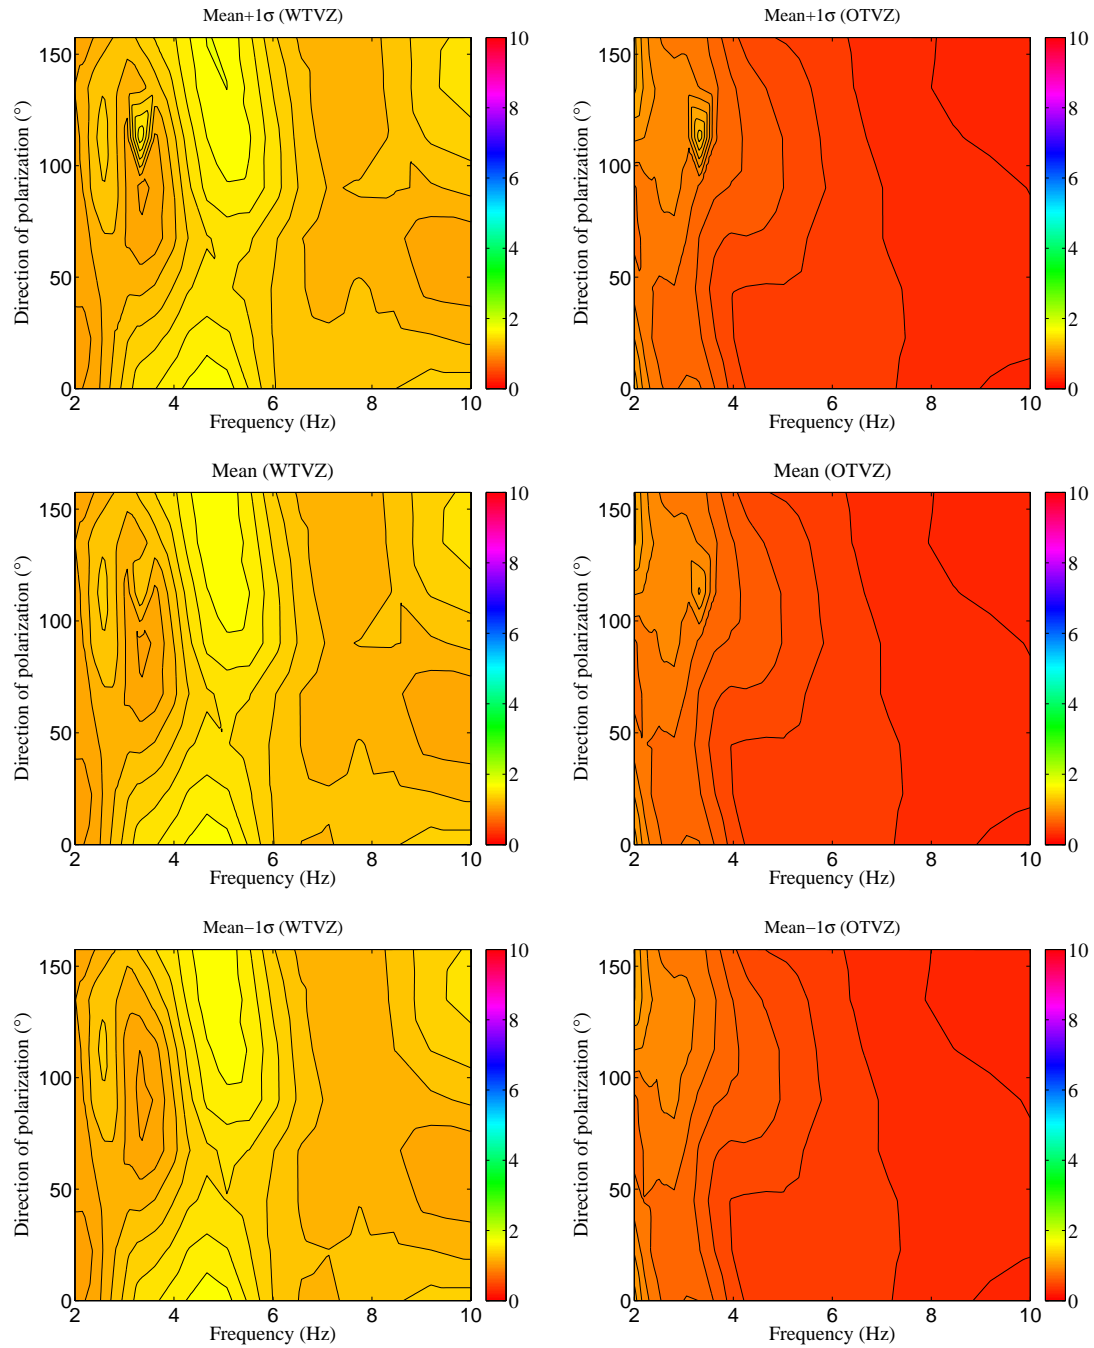 Mean+1σ (WTVZ)
Direction of polarization (°)
150
100
50
0
2 4 6 8 10
Frequency (Hz)
10
8
6
4
2
0
Mean+1σ (OTVZ)
Direction of polarization (°)
150
100
50
0
2 4 6 8 10
Frequency (Hz)
10
8
6
4
2
0
Mean (WTVZ)
Direction of polarization (°)
150
100
50
0
2 4 6 8 10
Frequency (Hz)
10
8
6
4
2
0
Mean (OTVZ)
Direction of polarization (°)
150
100
50
0
2 4 6 8 10
Frequency (Hz)
10
8
6
4
2
0
Mean−1σ (WTVZ)
Direction of polarization (°)
150
100
50
0
2 4 6 8 10
Frequency (Hz)
10
8
6
4
2
0
Mean−1σ (OTVZ)
Direction of polarization (°)
150
100
50
0
2 4 6 8 10
Frequency (Hz)
10
8
6
4
2
0